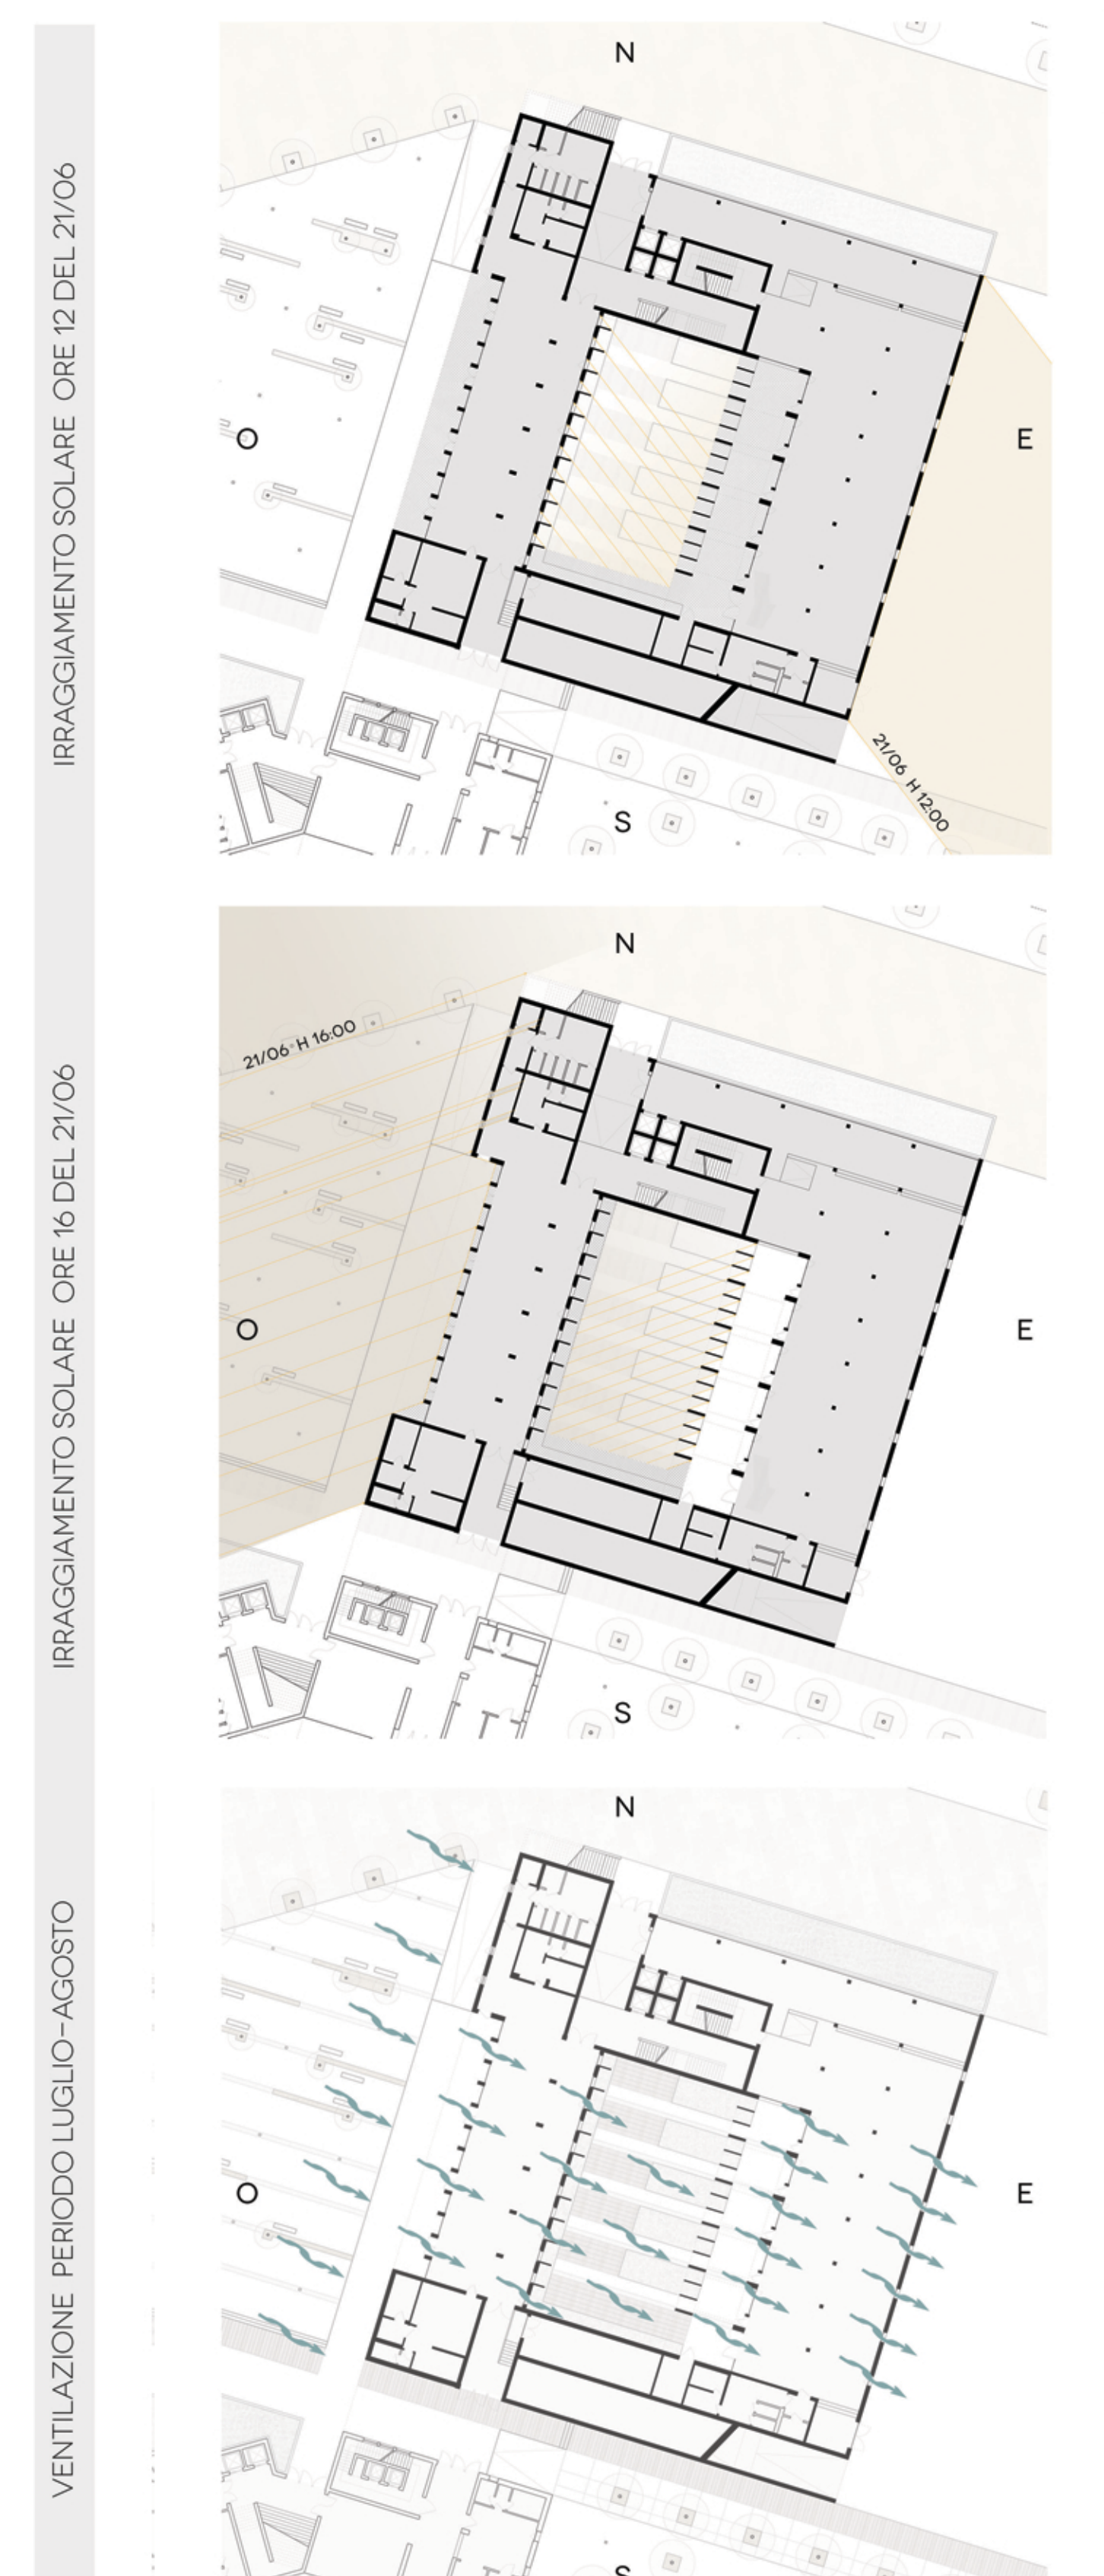 IRRAGGIAMENTO SOLARE ORE 12 DEL 21/06
N
O
E
21/06 H 12:00
S
IRRAGGIAMENTO SOLARE ORE 16 DEL 21/06
N
21/06 H 16:00
O
E
S
VENTILAZIONE PERIODO LUGLIO-AGOSTO
N
O
E
S